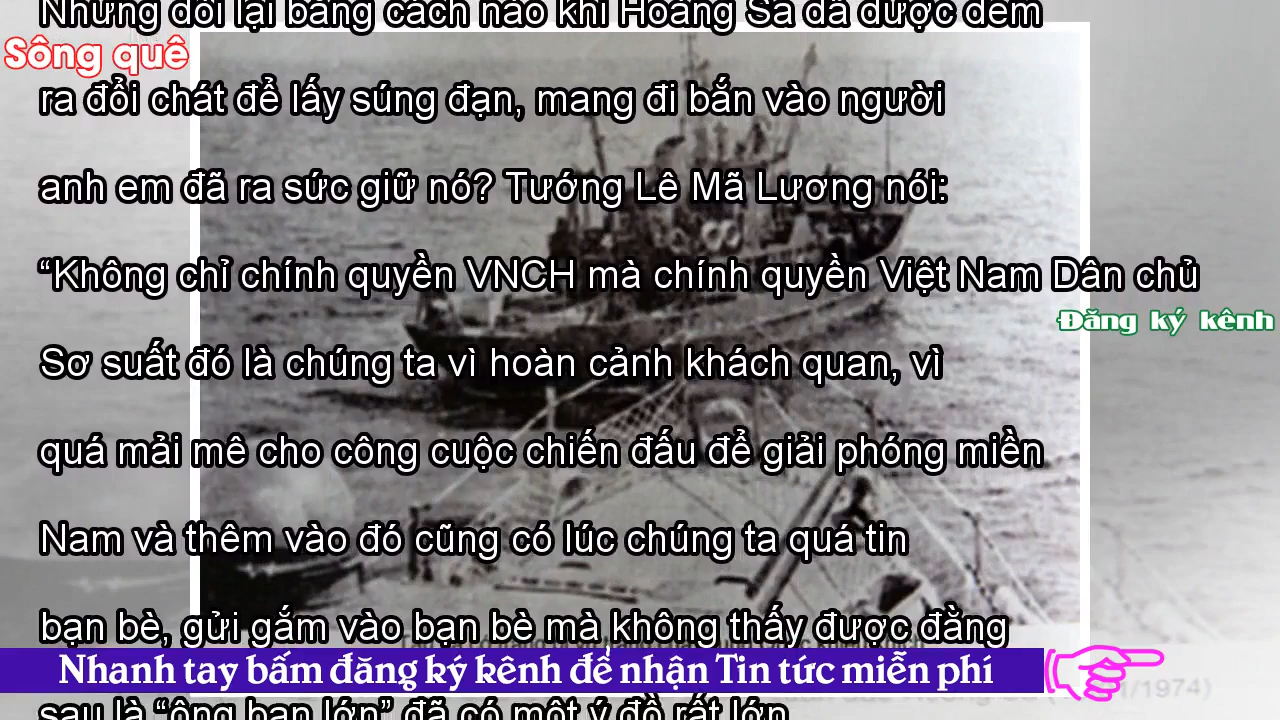 Nhưng đòi lại bằng cách nào khi Hoàng Sa đã được đem
Sông quê
ra đổi chát để lấy súng đạn, mang đi bắn vào người
anh em đã ra sức giữ nó? Tướng Lê Mã Lương nói:
“Không chỉ chính quyền VNCH mà chính quyền Việt Nam Dân chủ
Đăng ký kênh
Sơ suất đó là chúng ta vì hoàn cảnh khách quan, vì
quá mải mê cho công cuộc chiến đấu để giải phóng miền
Nam và thêm vào đó cũng có lúc chúng ta quá tin
bạn bè, gửi gắm vào bạn bè mà không thấy được đằng
Nhanh tay bấm đăng ký kênh để nhận Tin tức miễn phí
1/1974)
sau là “ông bạn lớn” đã có một ý đồ rất lớn